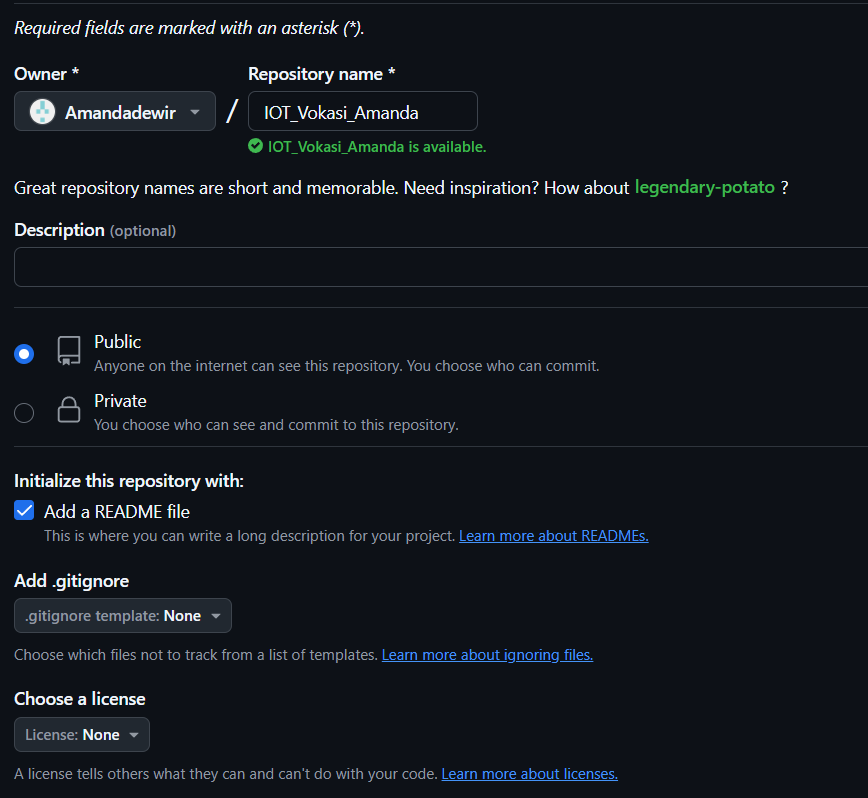 Required fields are marked with an asterisk (*).
Owner * Repository name *
Amandadewir / IOT_Vokasi_Amanda
IOT_Vokasi_Amanda is available.
Great repository names are short and memorable. Need inspiration? How about legendary-potato ?
Description (optional)
Public
Anyone on the internet can see this repository. You choose who can commit.
Private
You choose who can see and commit to this repository.
Initialize this repository with:
Add a README file
This is where you can write a long description for your project. Learn more about READMEs.
Add .gitignore
.gitignore template: None
Choose which files not to track from a list of templates. Learn more about ignoring files.
Choose a license
License: None
A license tells others what they can and can't do with your code. Learn more about licenses.